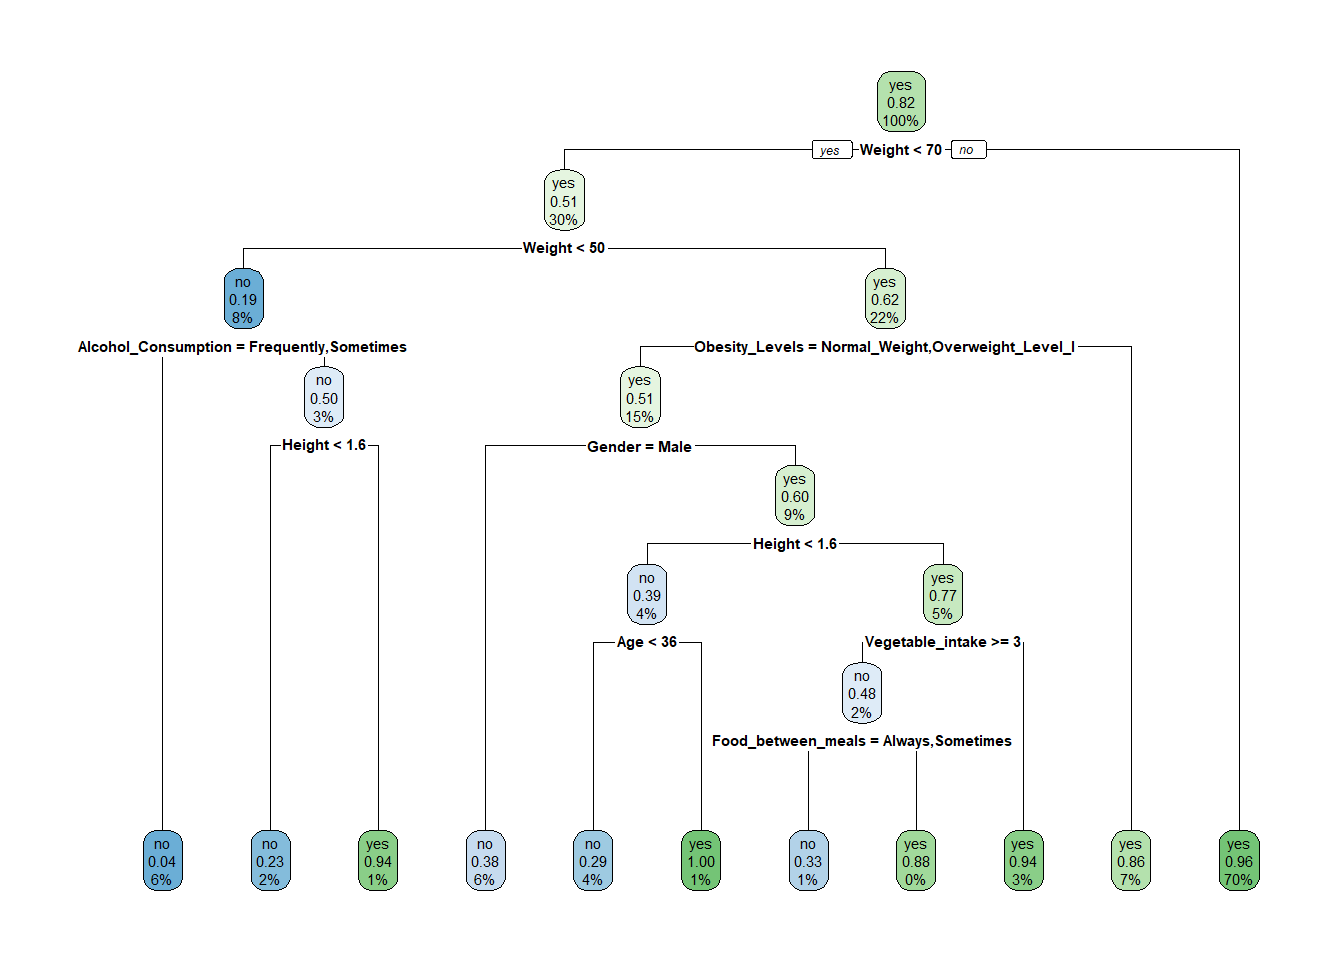 yes
0.82
100%
yes Weight < 70 no
yes
0.51
30%
Weight < 50
no
0.19
8%
yes
0.62
22%
Alcohol_Consumption = Frequently,Sometimes
Obesity_Levels = Normal_Weight,Overweight_Level_I
no
0.50
3%
yes
0.51
15%
Height < 1.6
Gender = Male
yes
0.60
9%
Height < 1.6
no
0.39
4%
yes
0.77
5%
Age < 36
Vegetable_intake >= 3
no
0.48
2%
Food_between_meals = Always,Sometimes
no
0.04
6%
no
0.23
2%
yes
0.94
1%
no
0.38
6%
no
0.29
4%
yes
1.00
1%
no
0.33
1%
yes
0.88
0%
yes
0.94
3%
yes
0.86
7%
yes
0.96
70%